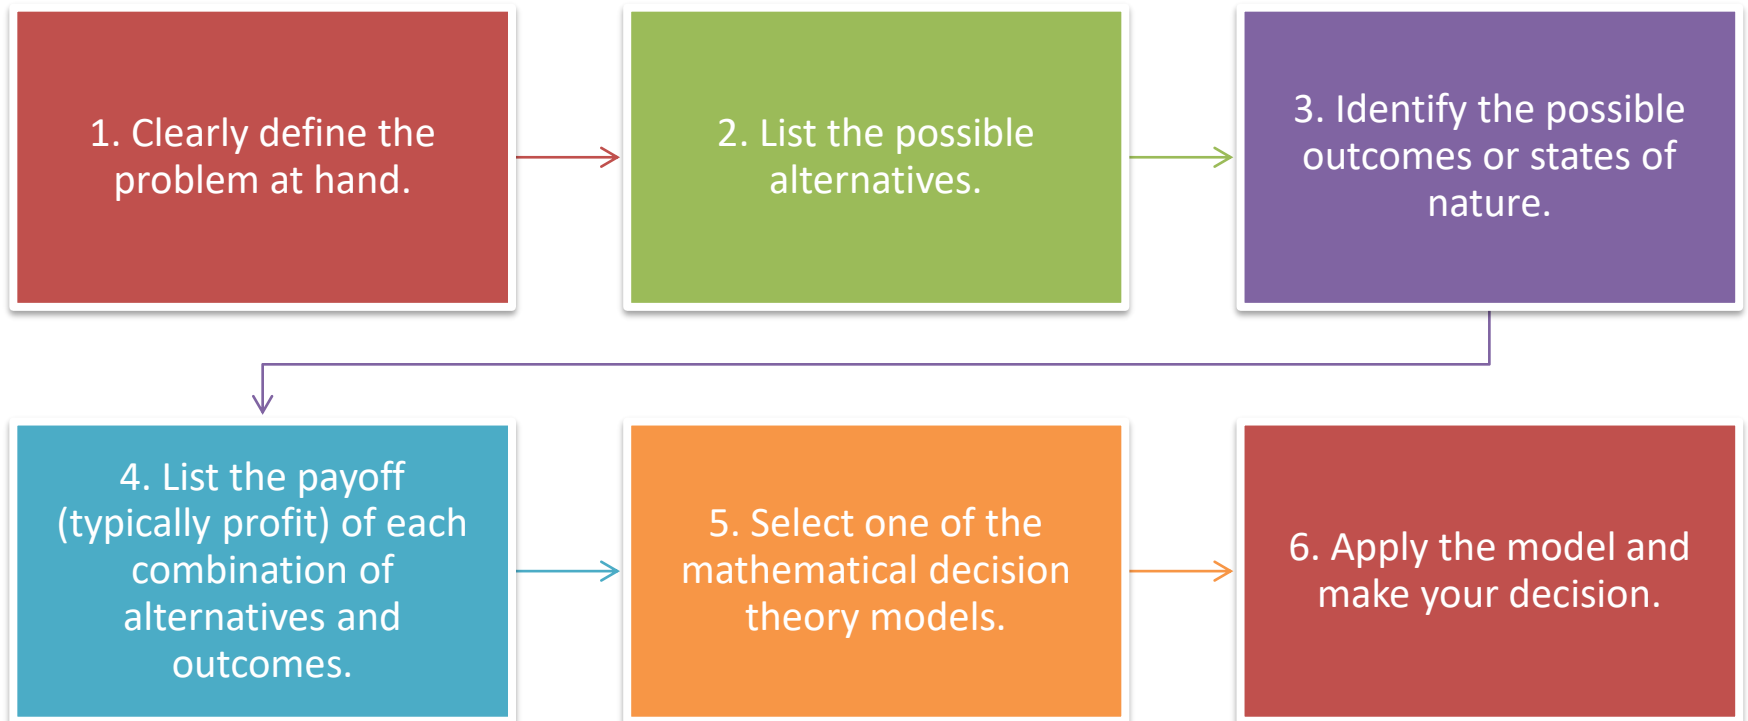 1. Clearly define the
problem at hand.
2. List the possible
alternatives.
3. Identify the possible
outcomes or states of
nature.
4. List the payoff
(typically profit) of each
combination of
alternatives and
outcomes.
5. Select one of the
mathematical decision
theory models.
6. Apply the model and
make your decision.